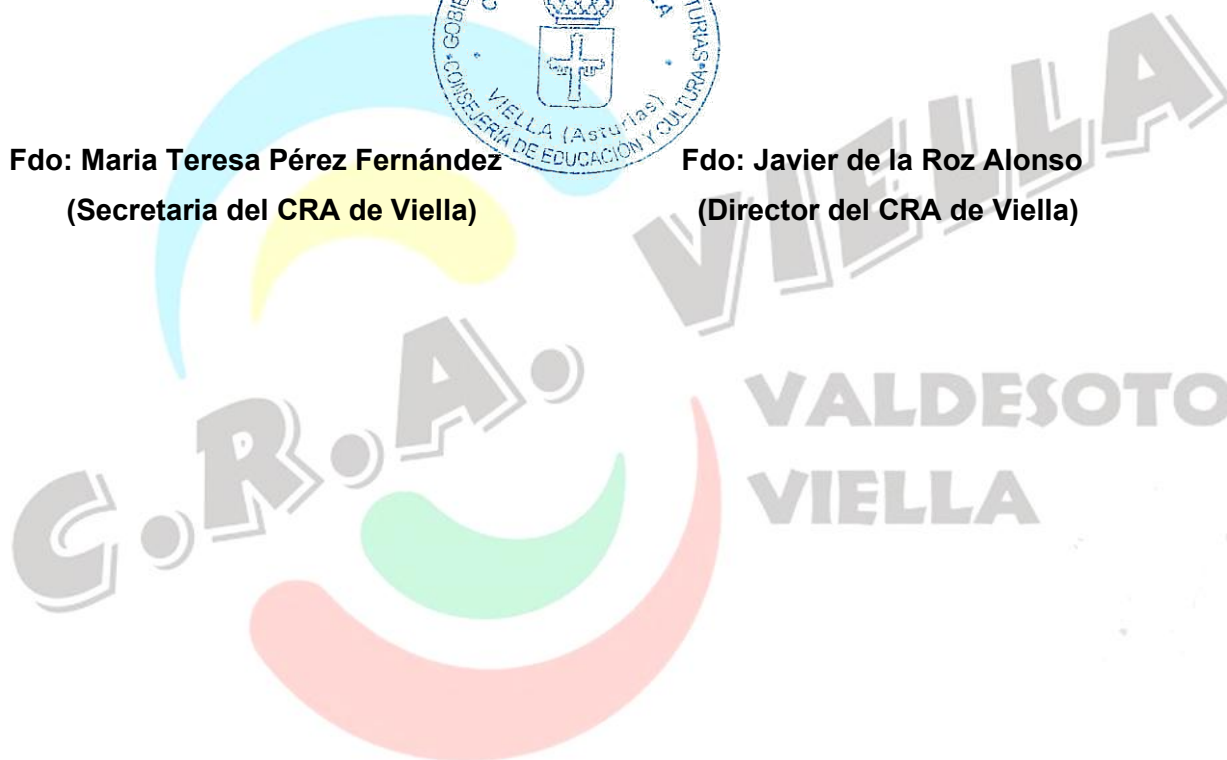 VIELLA (Asturias)
CONSEJERÍA DE EDUCACIÓN Y CULTURA
Fdo: Maria Teresa Pérez Fernández
Fdo: Javier de la Roz Alonso
(Secretaria del CRA de Viella)
(Director del CRA de Viella)
C.R.A. VIELLA
VALDESOTO
VIELLA